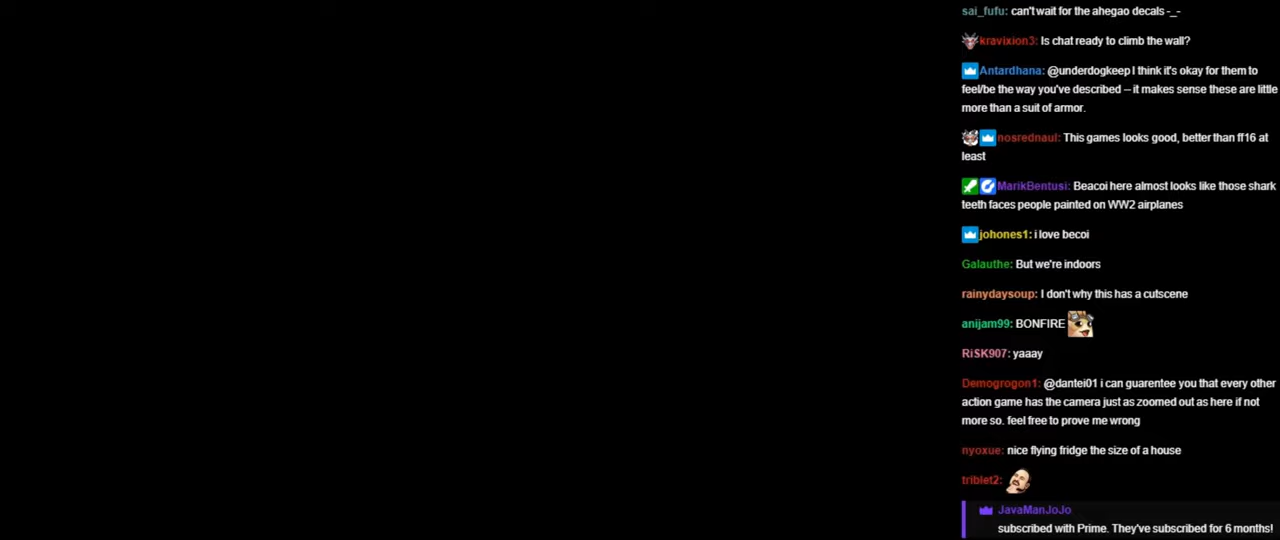 sai_fufu: can't wait for the ahegao decals -_-
kravixion3: Is chat ready to climb the wall?
Antardhana: @underdogkeep I think it's okay for them to
feel/be the way you've described – it makes sense these are little
more than a suit of armor.
nosrednaul: This games looks good, better than ff16 at
least
MarikBentusi: Beacoi here almost looks like those shark
teeth faces people painted on WW2 airplanes
johones1: i love becoi
Galauthe: But we're indoors
rainydaysoup: I don't why this has a cutscene
anijam99: BONFIRE
RiSK907: yaaay
Demogrogon1: @dantei01 i can guarentee you that every other
action game has the camera just as zoomed out as here if not
more so. feel free to prove me wrong
nyoxue: nice flying fridge the size of a house
triblet2:
JavaManJoJo
subscribed with Prime. They've subscribed for 6 months!